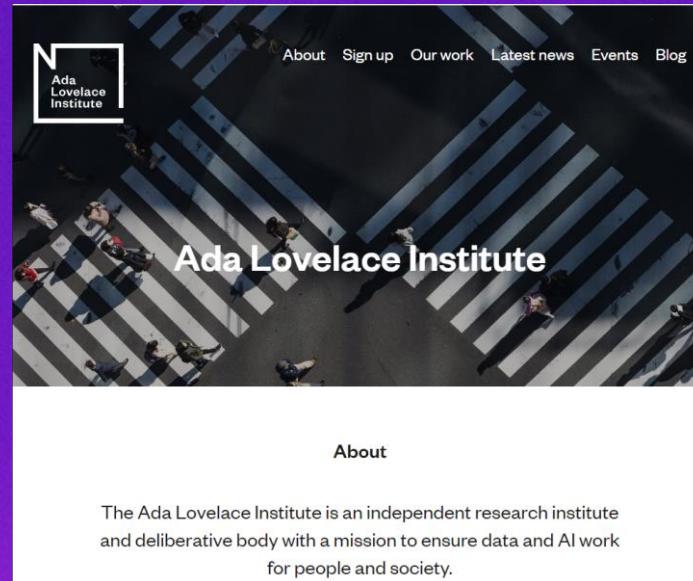 Ada
Lovelace
Institute
About Sign up Our work Latest news Events Blog
Ada Lovelace Institute
About
The Ada Lovelace Institute is an independent research institute
and deliberative body with a mission to ensure data and AI work
for people and society.